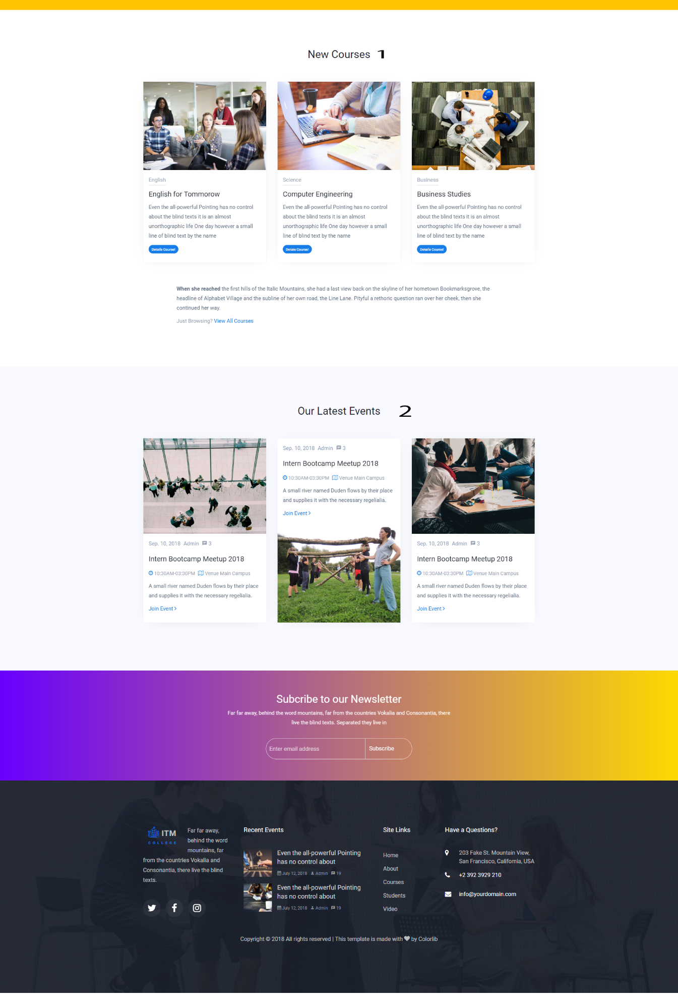 New Courses 1
English
English for Tommorow
Even the all-powerful Pointing has no control
about the blind texts it is an almost
unorthographic life One day however a small
line of blind text by the name
Details Course!
Science
Computer Engineering
Even the all-powerful Pointing has no control
about the blind texts it is an almost
unorthographic life One day however a small
line of blind text by the name
Detais Course!
Business
Business Studies
Even the all-powerful Pointing has no control
about the blind texts it is an almost
unorthographic life One day however a small
line of blind text by the name
Details Course!
When she reached the first hills of the Italic Mountains, she had a last view back on the skyline of her hometown Bookmarksgrove, the
headline of Alphabet Village and the subline of her own road, the Line Lane. Pityful a rethoric question ran over her cheek, then she
continued her way.
Just Browsing? View All Courses
Our Latest Events 2
Sep. 10, 2018 Admin 3
Intern Bootcamp Meetup 2018
10:30AM-03:30PM Venue Main Campus
A small river named Duden flows by their place
and supplies it with the necessary regelialia.
Join Event
Sep. 10, 2018 Admin 3
Intern Bootcamp Meetup 2018
10:30AM-03:30PM Venue Main Campus
A small river named Duden flows by their place
and supplies it with the necessary regelialia.
Join Event
Sep. 10, 2018 Admin 3
Intern Bootcamp Meetup 2018
10:30AM-03:30PM Venue Main Campus
A small river named Duden flows by their place
and supplies it with the necessary regelialia.
Join Event
Subcribe to our Newsletter
Far far away, behind the word mountains, far from the countries Vokalia and Consonantia, there
live the blind texts. Separated they live in
Enter email address
Subscribe
ITM
COLLEGE
Far far away,
behind the word
mountains, far
from the countries Vokalia and
Consonantia, there live the blind
texts.
Recent Events
Even the all-powerful Pointing
has no control about
July 12, 2018 Admin 19
Even the all-powerful Pointing
has no control about
July 12, 2018 Admin 19
Site Links
Home
About
Courses
Students
Video
Have a Questions?
203 Fake St. Mountain View,
San Francisco, California, USA
+2 392 3929 210
info@yourdomain.com
Copyright © 2018 All rights reserved | This template is made with ♥ by Colorlib